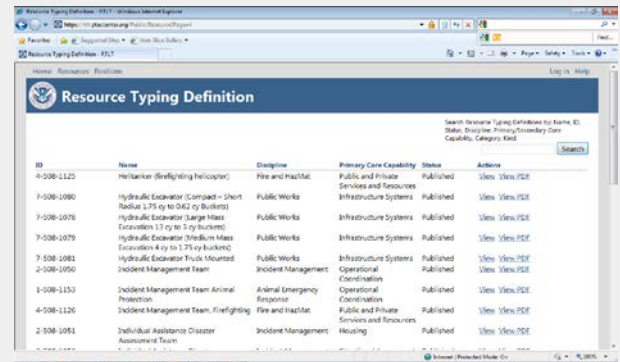 Resource Typing Definition - RTLT - Windows Internet Explorer
Favorites Suggested Sites Web Slice Gallery
Resource Typing Definition - RTLT
Page Safety Tools
Home Resources Positions Log in Help
Resource Typing Definition
Search Resource Typing Definitions by: Name, ID,
Status, Discipline, Primary/Secondary Core
Capability, Category, Kind
Search
ID Name Discipline Primary Core Capability Status Actions
4-508-1125 Helitanker (firefighting helicopter) Fire and HazMat Public and Private Published View View PDF
Services and Resources
7-508-1080 Hydraulic Excavator (Compact – Short Public Works Infrastructure Systems Published View View PDF
Radius 1.75 cy to 0.62 cy Buckets)
7-508-1078 Hydraulic Excavator (Large Mass Public Works Infrastructure Systems Published View View PDF
Excavation 13 cy to 3 cy buckets)
7-508-1079 Hydraulic Excavator (Medium Mass Public Works Infrastructure Systems Published View View PDF
Excavation 4 cy to 1.75 cy buckets)
7-508-1081 Hydraulic Excavator Truck Mounted Public Works Infrastructure Systems Published View View PDF
2-508-1050 Incident Management Team Incident Management Operational Published View View PDF
Coordination
1-508-1153 Incident Management Team Animal Animal Emergency Operational Published View View PDF
Protection Response Coordination
4-508-1126 Incident Management Team, Firefighting Fire and HazMat Public and Private Published View View PDF
Services and Resources
2-508-1051 Individual Assistance Disaster Incident Management Housing Published View View PDF
Assessment Team
Internet | Protected Mode: On 100%